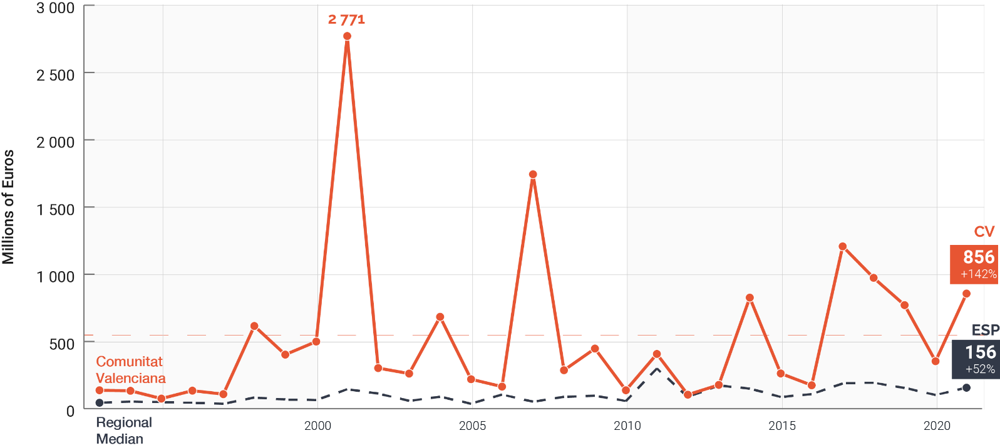 3 000
2 771
2 500
2 000
1 500
1 000
500
0
Millions of Euros
CV
856
+142%
ESP
156
+52%
Comunitat
Valenciana
Regional
Median
2000
2005
2010
2015
2020